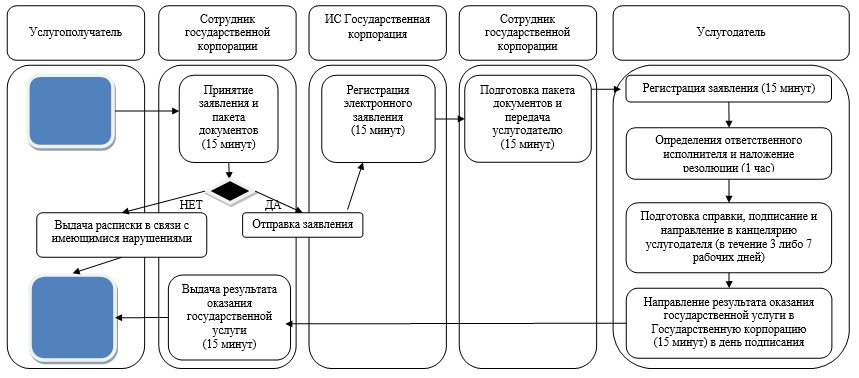 Услугополучатель
Сотрудник
государственной
корпорации
ИС Государственная
корпорация
Сотрудник
государственной
корпорации
Услугодатель
Принятие
заявления и
пакета
документов
(15 минут)
Регистрация
электронного
заявления
(15 минут)
Подготовка пакета
документов и
передача
услугодателю
(15 минут)
Регистрация заявления (15 минут)
Определения ответственного
исполнителя и наложение
резолюции (1 час)
НЕТ
ДА
Выдача расписки в связи с
имеющимися нарушениями
Отправка заявления
Подготовка справки, подписание и
направление в канцелярию
услугодателя (в течение 3 либо 7
рабочих дней)
Выдача результата
оказания
государственной
услуги
(15 минут)
Направление результата оказания
государственной услуги в
Государственную корпорацию
(15 минут) в день подписания